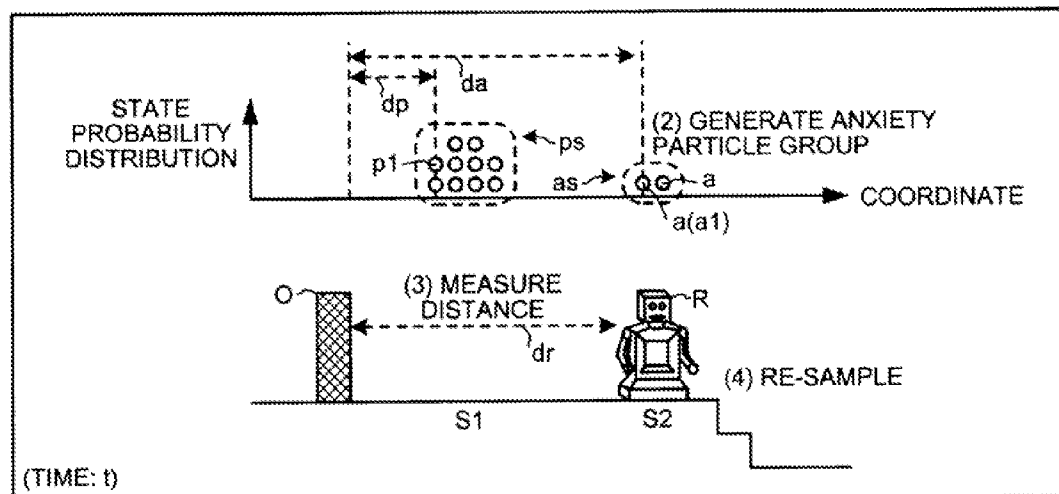 da
dp
STATE
PROBABILITY
DISTRIBUTION
(2) GENERATE ANXIETY
PARTICLE GROUP
ps
p1
as
a
COORDINATE
a(a1)
O
(3) MEASURE
DISTANCE
R
dr
(4) RE-SAMPLE
S1
S2
(TIME: t)